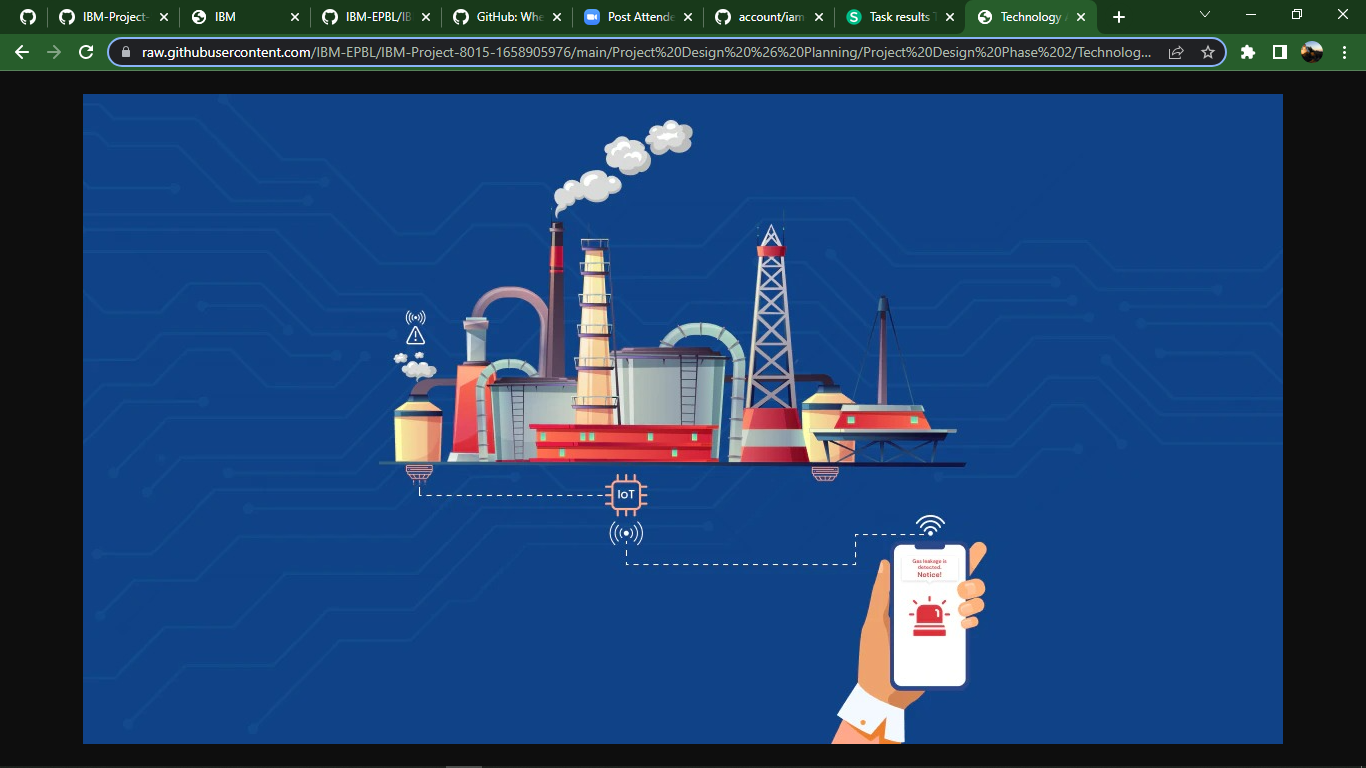 IBM-Project-
IBM
IBM-EPBL/IB
GitHub: Whe
Post Attende
account/iam
Task results
Technology
raw.githubusercontent.com/IBM-EPBL/IBM-Project-8015-1658905976/main/Project%20Design%20%26%20Planning/Project%20Design%20Phase%202/Technolog...
IoT
Gas leakage is
detected.
Notice!